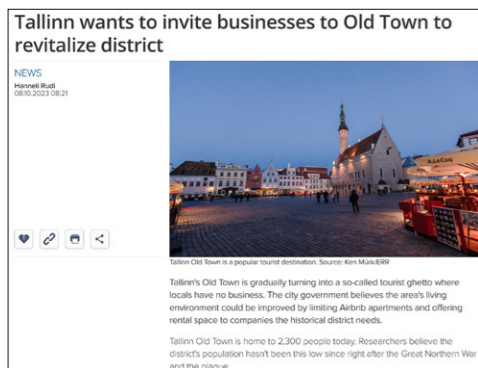 Tallinn wants to invite businesses to Old Town to
revitalize district
NEWS
Hanneli Rudi
08.10.2023 08:21
A. Le Coq
Tallinn Old Town is a popular tourist destination. Source: Ken Mürk/ERR
Tallinn's Old Town is gradually turning into a so-called tourist ghetto where
locals have no business. The city government believes the area's living
environment could be improved by limiting Airbnb apartments and offering
rental space to companies the historical district needs.
Tallinn Old Town is home to 2,300 people today. Researchers believe the
district's population hasn't been this low since right after the Great Northern War
and the plague.